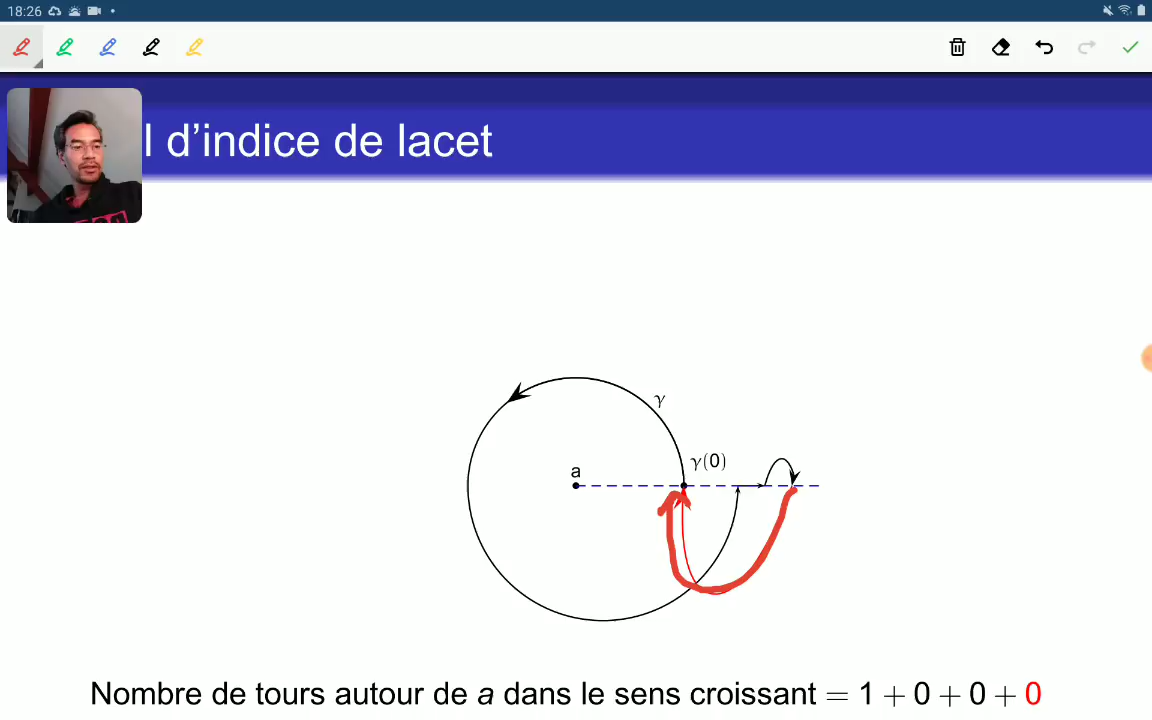 18:26
l d'indice de lacet
γ
γ(0)
a
Nombre de tours autour de a dans le sens croissant = 1 + 0 + 0 + 0